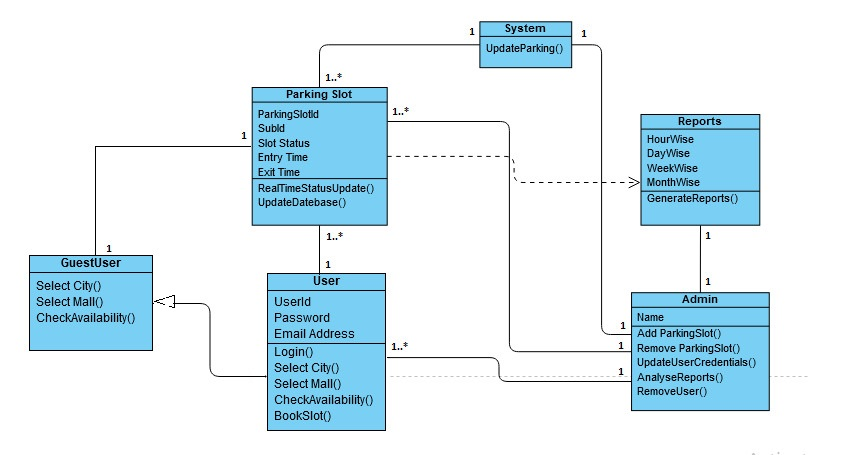 System
1
1
UpdateParking()
1..*
Parking Slot
ParkingSlotId
SubId
Slot Status
Entry Time
Exit Time
RealTimeStatusUpdate()
UpdateDatebase()
1..*
1
Reports
HourWise
DayWise
WeekWise
MonthWise
GenerateReports()
1..*
1
1
1
GuestUser
Select City()
Select Mall()
CheckAvailability()
User
UserId
Password
Email Address
Login()
Select City()
Select Mall()
CheckAvailability()
BookSlot()
1..*
1
Admin
Name
1
Add ParkingSlot()
1
Remove ParkingSlot()
UpdateUserCredentials()
1
AnalyseReports()
RemoveUser()